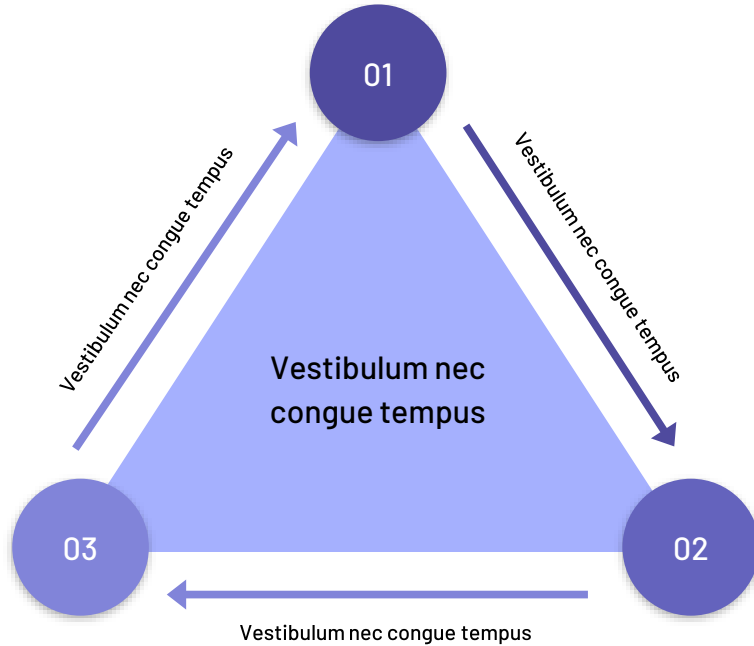 01
Vestibulum nec congue tempus
Vestibulum nec congue tempus
Vestibulum nec
congue tempus
03
02
Vestibulum nec congue tempus